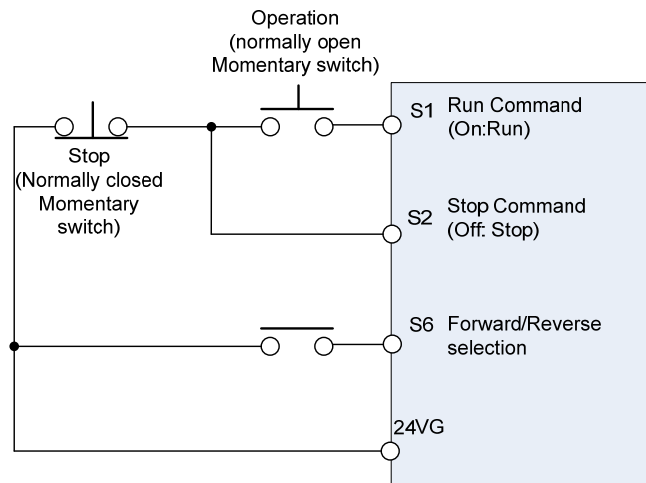 Operation
(normally open
Momentary switch)
S1 Run Command
(On:Run)
Stop
(Normally closed
Momentary
switch)
S2 Stop Command
(Off: Stop)
S6 Forward/Reverse
selection
24VG